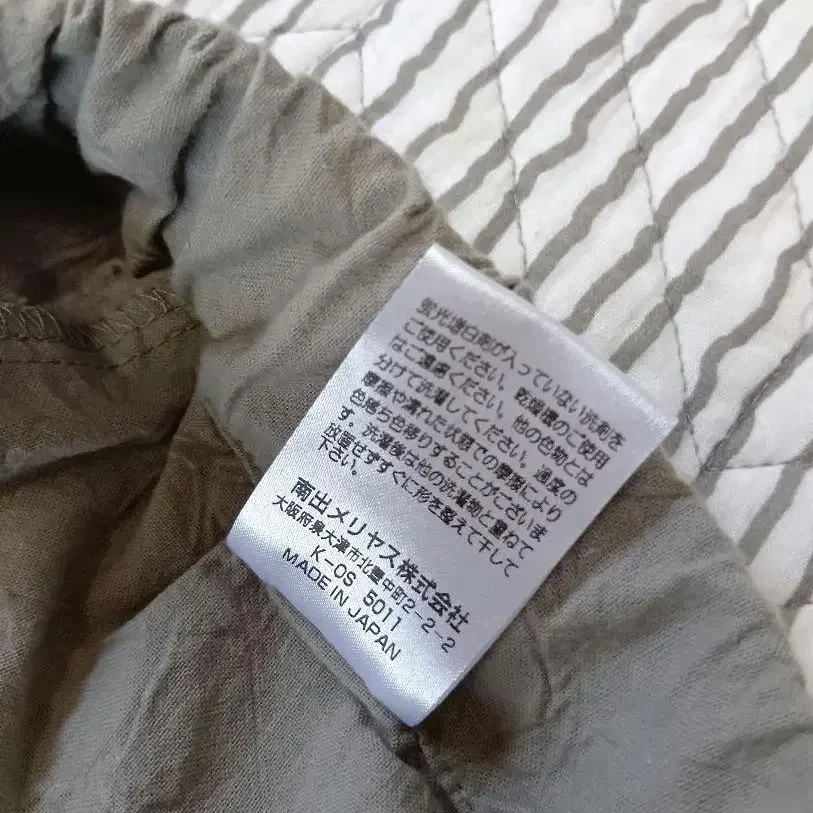 蛍光増白剤が入っていない洗剤を
ご使用ください。乾燥機のご使用
はご遠慮ください。他の色物とは
分けて洗濯してください。過度の
摩擦や濡れた状態での摩擦により
色落ち色移りすることがございま
す。洗濯後は他の洗濯物と重ねて
放置せずすぐに形を整えて干して
下さい。
南出メリヤス株式会社
大阪府泉大津市北豊中町2-2-2
K-OS 5011
MADE IN JAPAN